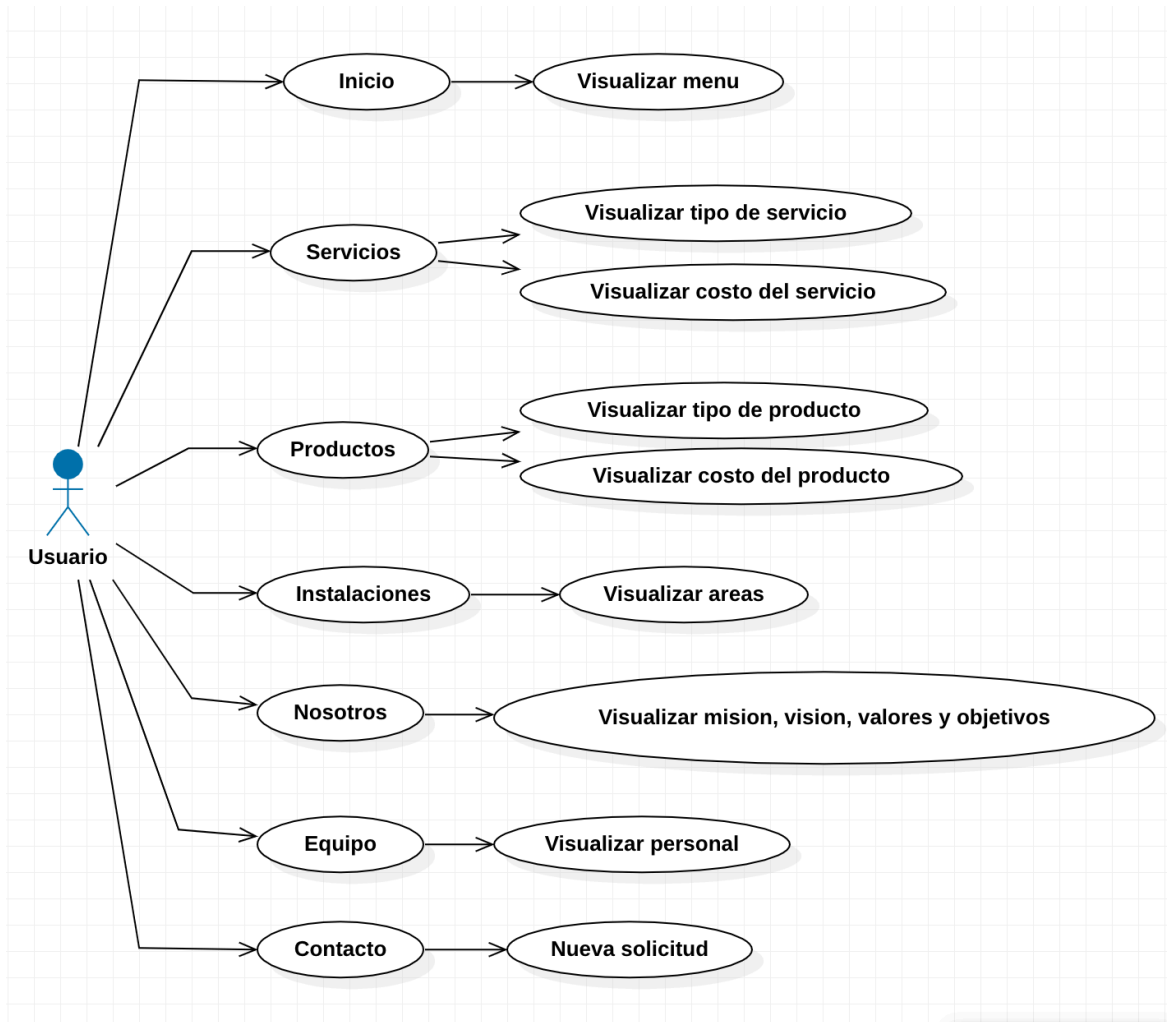 Inicio
Visualizar menu
Visualizar tipo de servicio
Servicios
Visualizar costo del servicio
Visualizar tipo de producto
Productos
Visualizar costo del producto
Usuario
Instalaciones
Visualizar areas
Nosotros
Visualizar mision, vision, valores y objetivos
Equipo
Visualizar personal
Contacto
Nueva solicitud